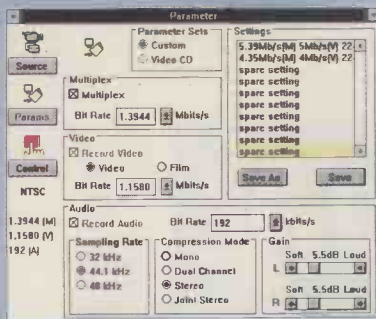 Parameter
Source
Params
Control
NTSC
1.3944 (M)
1,1580 (V)
192 (A)
Parameter Sets
Custom
Video CD
Settings
5.39Mb/s(M) 5Mb/s(V) 22
4.35Mb/s(M) 4Mb/s(V) 22
spare setting
spare setting
spare setting
spare setting
spare setting
spare setting
spare setting
Save As
Save
Multiplex
Multiplex
Bit Rate 1.3944 Mbits/s
Video
Record Video
Video
Film
Bit Rate 1.1580 Mbits/s
Audio
Record Audio
Bit Rate 192 kbits/s
Sampling Rate
32 kHz
44.1 kHz
48 kHz
Compression Mode
Mono
Dual Channel
Stereo
Joint Stereo
Gain
Soft 5.5dB Loud
L
Soft 5.5dB Loud
R